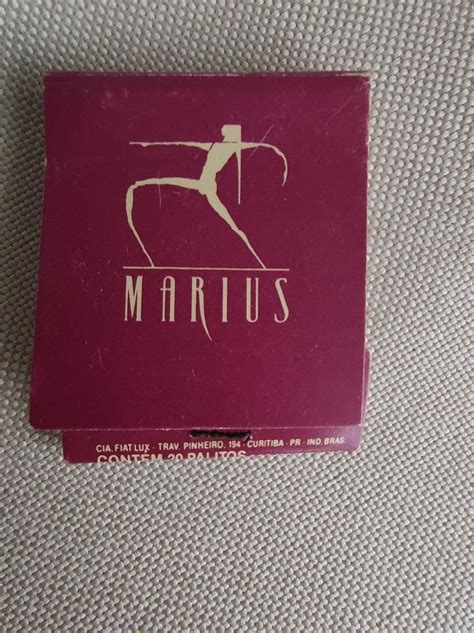 MARIUS
CIA. FIAT LUX · TRAV. PINHEIRO, 194 · CURITIBA · PR · IND. BRAS.
CONTÉM 20 PALITOS